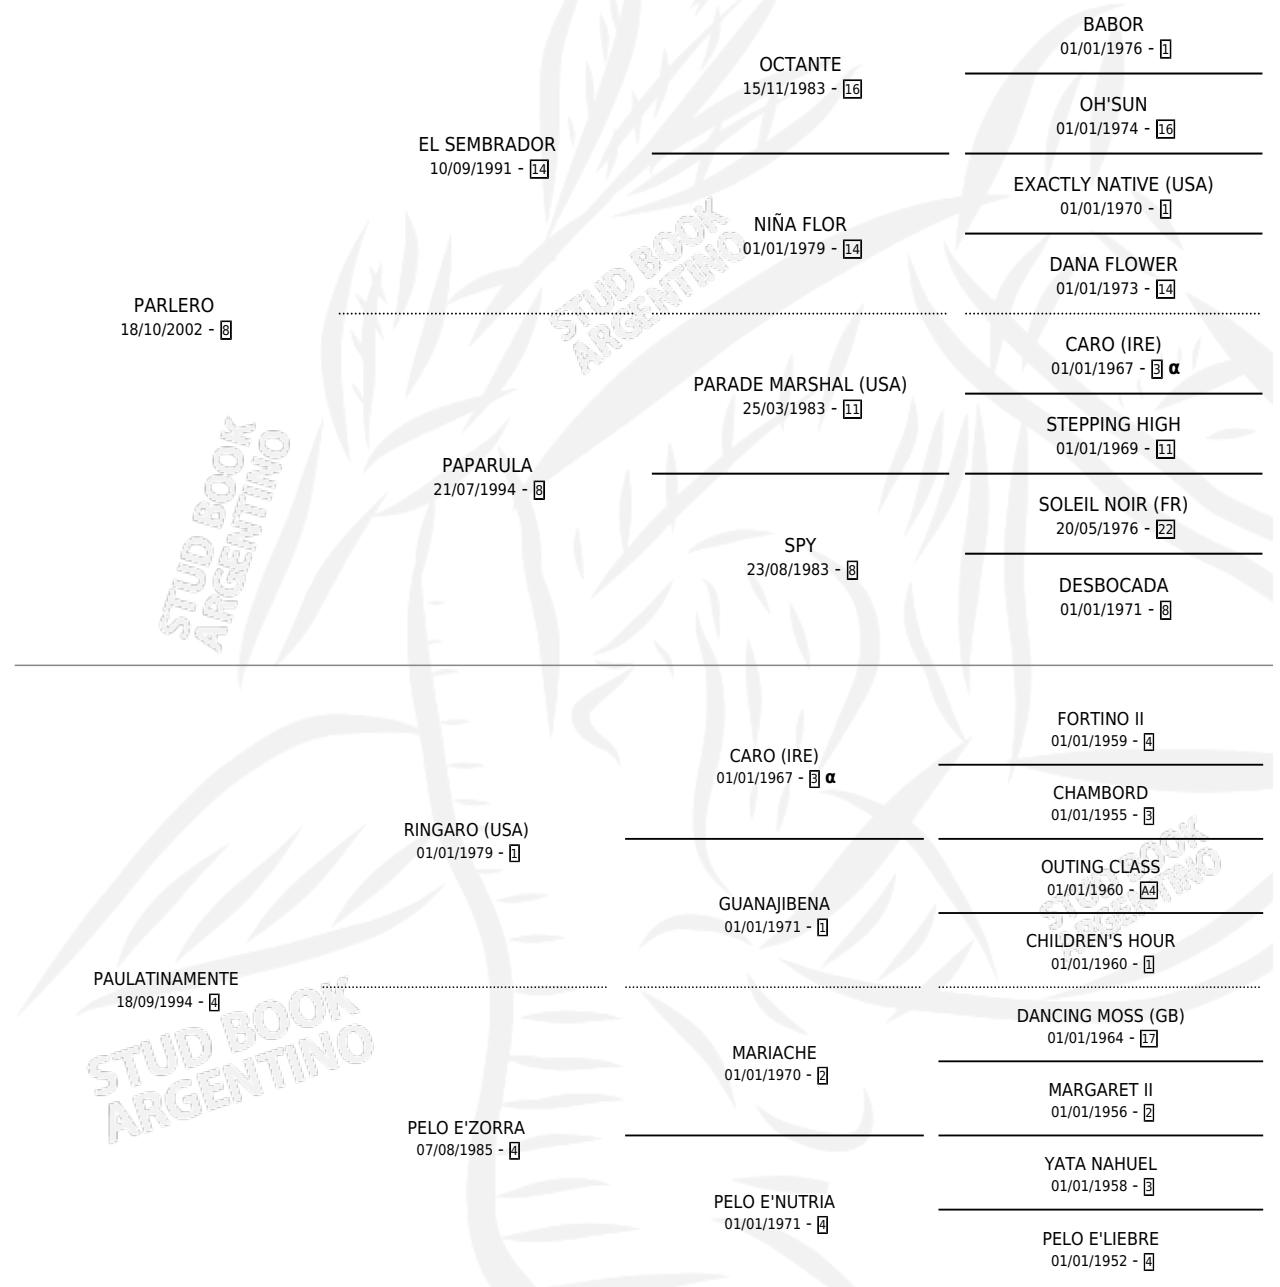 BABOR
01/01/1976 - 1
OCTANTE
15/11/1983 - 16
OH'SUN
01/01/1974 - 16
EL SEMBRADOR
10/09/1991 - 14
EXACTLY NATIVE (USA)
01/01/1970 - 1
NIÑA FLOR
01/01/1979 - 14
DANA FLOWER
01/01/1973 - 14
PARLERO
18/10/2002 - 8
CARO (IRE)
01/01/1967 - 3 α
PARADE MARSHAL (USA)
25/03/1983 - 11
STEPPING HIGH
01/01/1969 - 11
PAPARULA
21/07/1994 - 8
SOLEIL NOIR (FR)
20/05/1976 - 22
SPY
23/08/1983 - 8
DESBOCADA
01/01/1971 - 8
STUD BOOK
ARGENTINO
STUD BOOK
ARGENTINO
FORTINO II
01/01/1959 - 4
CARO (IRE)
01/01/1967 - 3 α
CHAMBORD
01/01/1955 - 3
RINGARO (USA)
01/01/1979 - 1
OUTING CLASS
01/01/1960 - A4
GUANAJIBENA
01/01/1971 - 1
CHILDREN'S HOUR
01/01/1960 - 1
PAULATINAMENTE
18/09/1994 - 4
DANCING MOSS (GB)
01/01/1964 - 17
MARIACHE
01/01/1970 - 2
MARGARET II
01/01/1956 - 2
PELO E'ZORRA
07/08/1985 - 4
YATA NAHUEL
01/01/1958 - 3
PELO E'NUTRIA
01/01/1971 - 4
PELO E'LIEBRE
01/01/1952 - 4
STUD BOOK
ARGENTINO
STUD BOOK
ARGENTINO